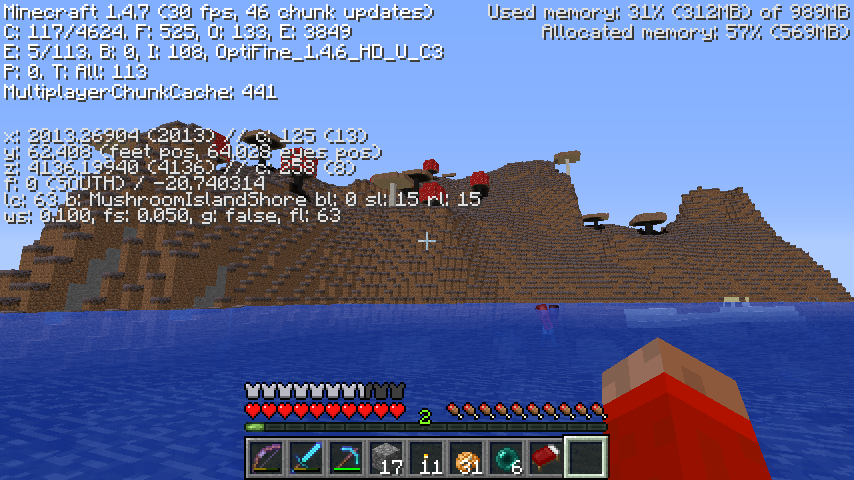 Minecraft 1.4.7 (30 fps, 46 chunk updates)
C: 117/4624, F: 525, O: 133, E: 3849
E: 5/113, B: 0, I: 108, OptiFine_1.4.6_HD_U_C3
P: 0, T: All: 113
MultiplayerChunkCache: 441
Used memory: 31% (312MB) of 989MB
Allocated memory: 57% (569MB)
x: 2013.26904 (2013) // c: 125 (13)
y: 62.408 (feet pos, 64.028 eyes pos)
z: 4136.19940 (4136) // c: 258 (8)
f: 0 (SOUTH) / -20.740314
lc: 63 b: MushroomIslandShore bl: 0 sl: 15 rl: 15
ws: 0.100, fs: 0.050, g: false, fl: 63
2
17 11 31 6